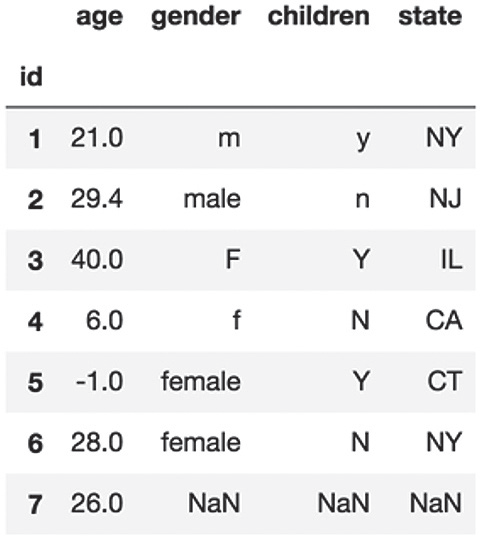 age gender children state
id
1 21.0 m y NY
2 29.4 male n NJ
3 40.0 F Y IL
4 6.0 f N CA
5 -1.0 female Y CT
6 28.0 female N NY
7 26.0 NaN NaN NaN